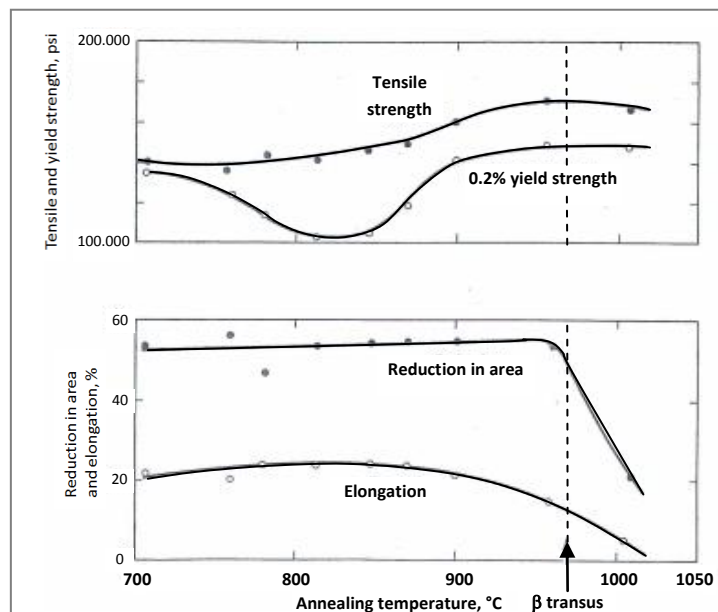 200.000
Tensile and yield strength, psi
Tensile
strength
0.2% yield strength
100.000
60
Reduction in area
and elongation, %
Reduction in area
40
20
Elongation
0
700
800
900
1000
1050
β transus
Annealing temperature, °C